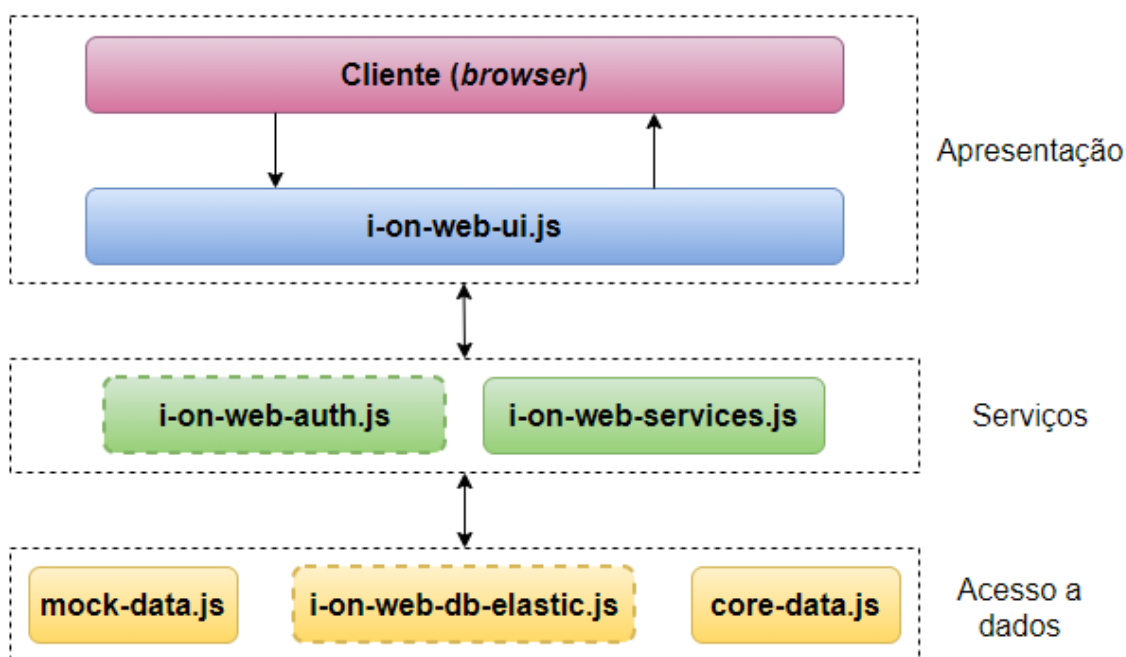 Cliente (browser)
Apresentação
i-on-web-ui.js
i-on-web-auth.js
i-on-web-services.js
Serviços
mock-data.js
i-on-web-db-elastic.js
core-data.js
Acesso a
dados